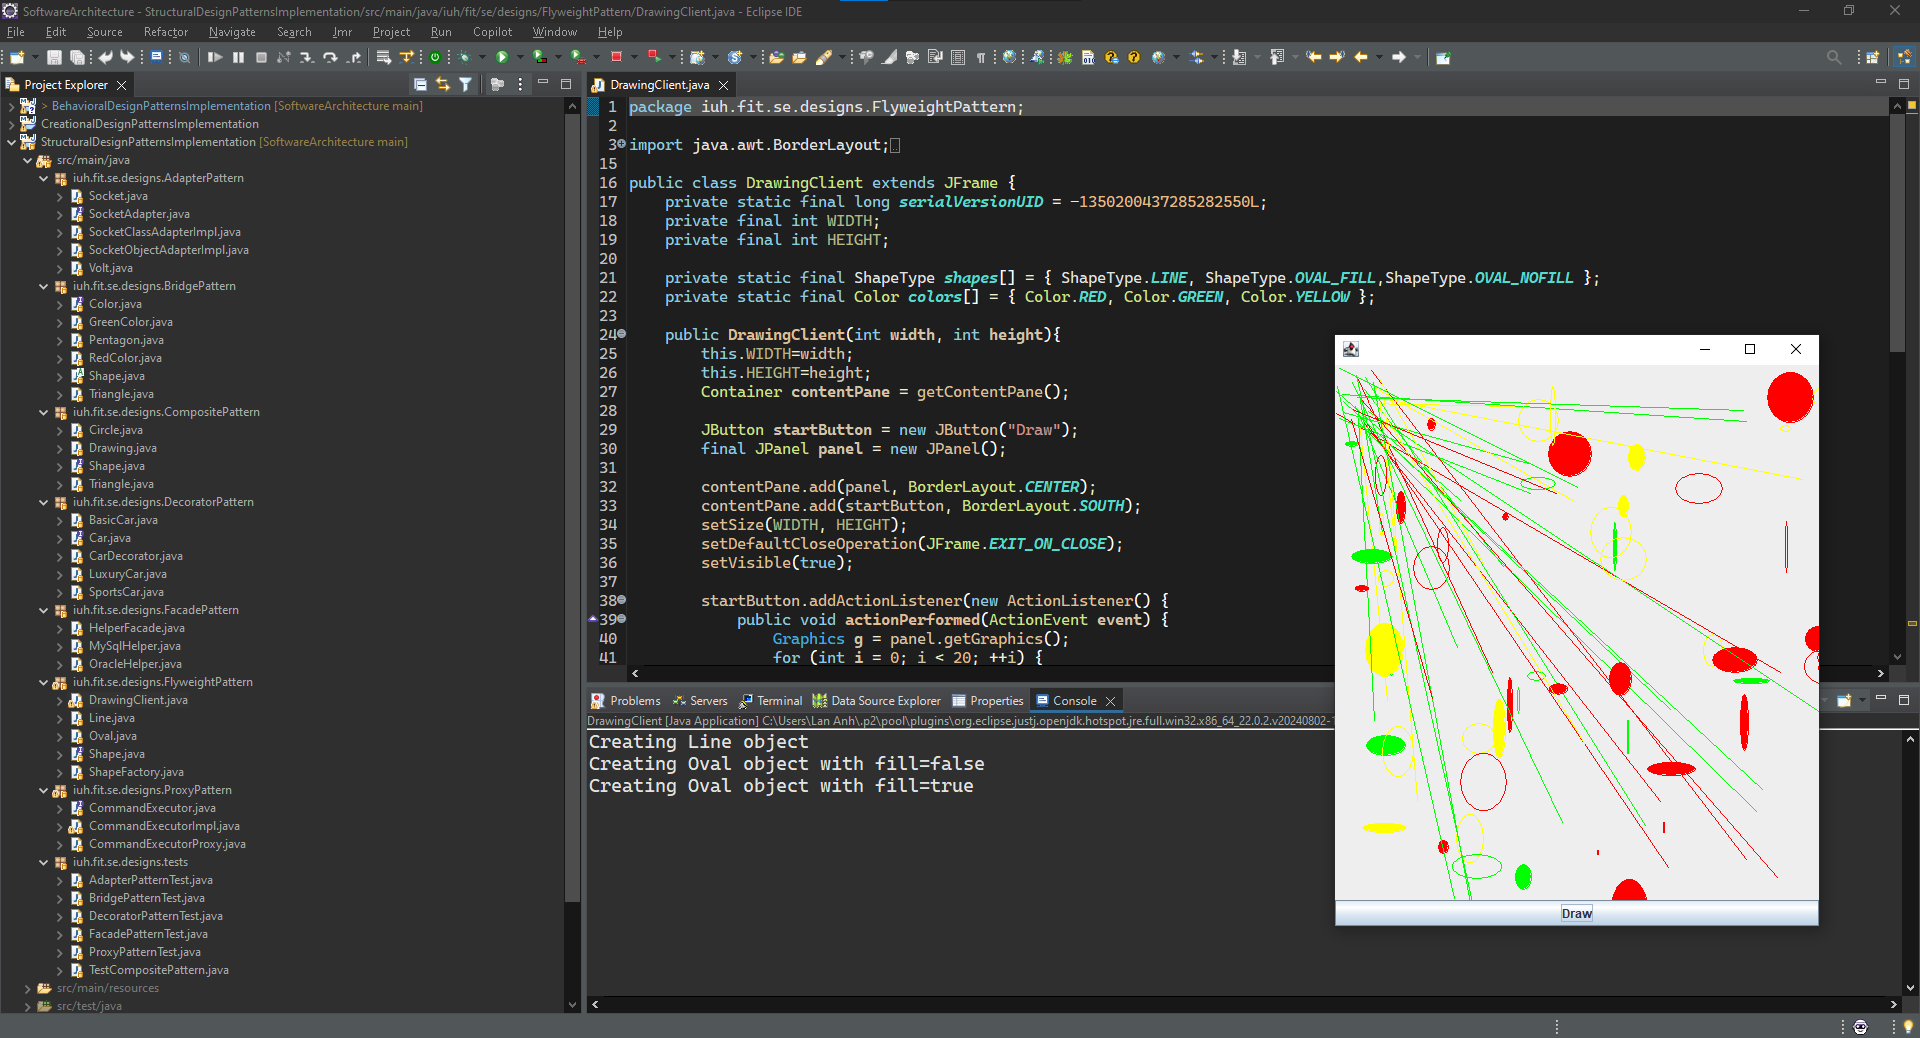 SoftwareArchitecture - StructuralDesignPatternsImplementation/src/main/java/iuh/fit/se/designs/FlyweightPattern/DrawingClient.java - Eclipse IDE
File Edit Source Refactor Navigate Search Jmr Project Run Copilot Window Help
Project Explorer
> BehavioralDesignPatternsImplementation [SoftwareArchitecture main]
CreationalDesignPatternsImplementation
StructuralDesignPatternsImplementation [SoftwareArchitecture main]
src/main/java
iuh.fit.se.designs.AdapterPattern
Socket.java
SocketAdapter.java
SocketClassAdapterImpl.java
SocketObjectAdapterImpl.java
Volt.java
iuh.fit.se.designs.BridgePattern
Color.java
GreenColor.java
Pentagon.java
RedColor.java
Shape.java
Triangle.java
iuh.fit.se.designs.CompositePattern
Circle.java
Drawing.java
Shape.java
Triangle.java
iuh.fit.se.designs.DecoratorPattern
BasicCar.java
Car.java
CarDecorator.java
LuxuryCar.java
SportsCar.java
iuh.fit.se.designs.FacadePattern
HelperFacade.java
MySqlHelper.java
OracleHelper.java
iuh.fit.se.designs.FlyweightPattern
DrawingClient.java
Line.java
Oval.java
Shape.java
ShapeFactory.java
iuh.fit.se.designs.ProxyPattern
CommandExecutor.java
CommandExecutorImpl.java
CommandExecutorProxy.java
iuh.fit.se.designs.tests
AdapterPatternTest.java
BridgePatternTest.java
DecoratorPatternTest.java
FacadePatternTest.java
ProxyPatternTest.java
TestCompositePattern.java
src/main/resources
src/test/java
DrawingClient.java
1 package iuh.fit.se.designs.FlyweightPattern;
2
3 import java.awt.BorderLayout;
15
16 public class DrawingClient extends JFrame {
17 private static final long serialVersionUID = -1350200437285282550L;
18 private final int WIDTH;
19 private final int HEIGHT;
20
21 private static final ShapeType shapes[] = { ShapeType.LINE, ShapeType.OVAL_FILL,ShapeType.OVAL_NOFILL };
22 private static final Color colors[] = { Color.RED, Color.GREEN, Color.YELLOW };
23
24 public DrawingClient(int width, int height){
25 this.WIDTH=width;
26 this.HEIGHT=height;
27 Container contentPane = getContentPane();
28
29 JButton startButton = new JButton("Draw");
30 final JPanel panel = new JPanel();
31
32 contentPane.add(panel, BorderLayout.CENTER);
33 contentPane.add(startButton, BorderLayout.SOUTH);
34 setSize(WIDTH, HEIGHT);
35 setDefaultCloseOperation(JFrame.EXIT_ON_CLOSE);
36 setVisible(true);
37
38 startButton.addActionListener(new ActionListener() {
39 public void actionPerformed(ActionEvent event) {
40 Graphics g = panel.getGraphics();
41 for (int i = 0; i < 20; ++i) {
Problems Servers Terminal Data Source Explorer Properties Console
DrawingClient [Java Application] C:\Users\Lan Anh\.p2\pool\plugins\org.eclipse.justj.openjdk.hotspot.jre.full.win32.x86_64_22.0.2.v20240802-1
Creating Line object
Creating Oval object with fill=false
Creating Oval object with fill=true
Draw